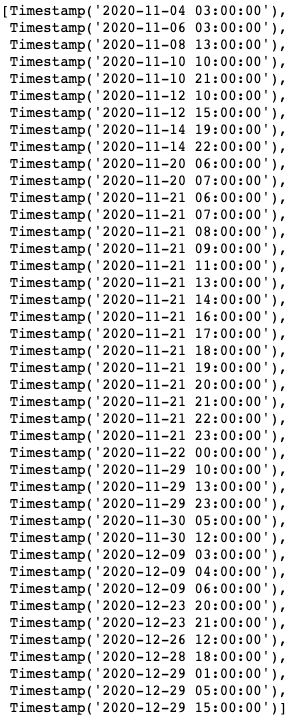 [Timestamp('2020-11-04 03:00:00'),
Timestamp('2020-11-06 03:00:00'),
Timestamp('2020-11-08 13:00:00'),
Timestamp('2020-11-10 10:00:00'),
Timestamp('2020-11-10 21:00:00'),
Timestamp('2020-11-12 10:00:00'),
Timestamp('2020-11-12 15:00:00'),
Timestamp('2020-11-14 19:00:00'),
Timestamp('2020-11-14 22:00:00'),
Timestamp('2020-11-20 06:00:00'),
Timestamp('2020-11-20 07:00:00'),
Timestamp('2020-11-21 06:00:00'),
Timestamp('2020-11-21 07:00:00'),
Timestamp('2020-11-21 08:00:00'),
Timestamp('2020-11-21 09:00:00'),
Timestamp('2020-11-21 11:00:00'),
Timestamp('2020-11-21 13:00:00'),
Timestamp('2020-11-21 14:00:00'),
Timestamp('2020-11-21 16:00:00'),
Timestamp('2020-11-21 17:00:00'),
Timestamp('2020-11-21 18:00:00'),
Timestamp('2020-11-21 19:00:00'),
Timestamp('2020-11-21 20:00:00'),
Timestamp('2020-11-21 21:00:00'),
Timestamp('2020-11-21 22:00:00'),
Timestamp('2020-11-21 23:00:00'),
Timestamp('2020-11-22 00:00:00'),
Timestamp('2020-11-29 10:00:00'),
Timestamp('2020-11-29 13:00:00'),
Timestamp('2020-11-29 23:00:00'),
Timestamp('2020-11-30 05:00:00'),
Timestamp('2020-11-30 12:00:00'),
Timestamp('2020-12-09 03:00:00'),
Timestamp('2020-12-09 04:00:00'),
Timestamp('2020-12-09 06:00:00'),
Timestamp('2020-12-23 20:00:00'),
Timestamp('2020-12-23 21:00:00'),
Timestamp('2020-12-26 12:00:00'),
Timestamp('2020-12-28 18:00:00'),
Timestamp('2020-12-29 01:00:00'),
Timestamp('2020-12-29 05:00:00'),
Timestamp('2020-12-29 15:00:00')]